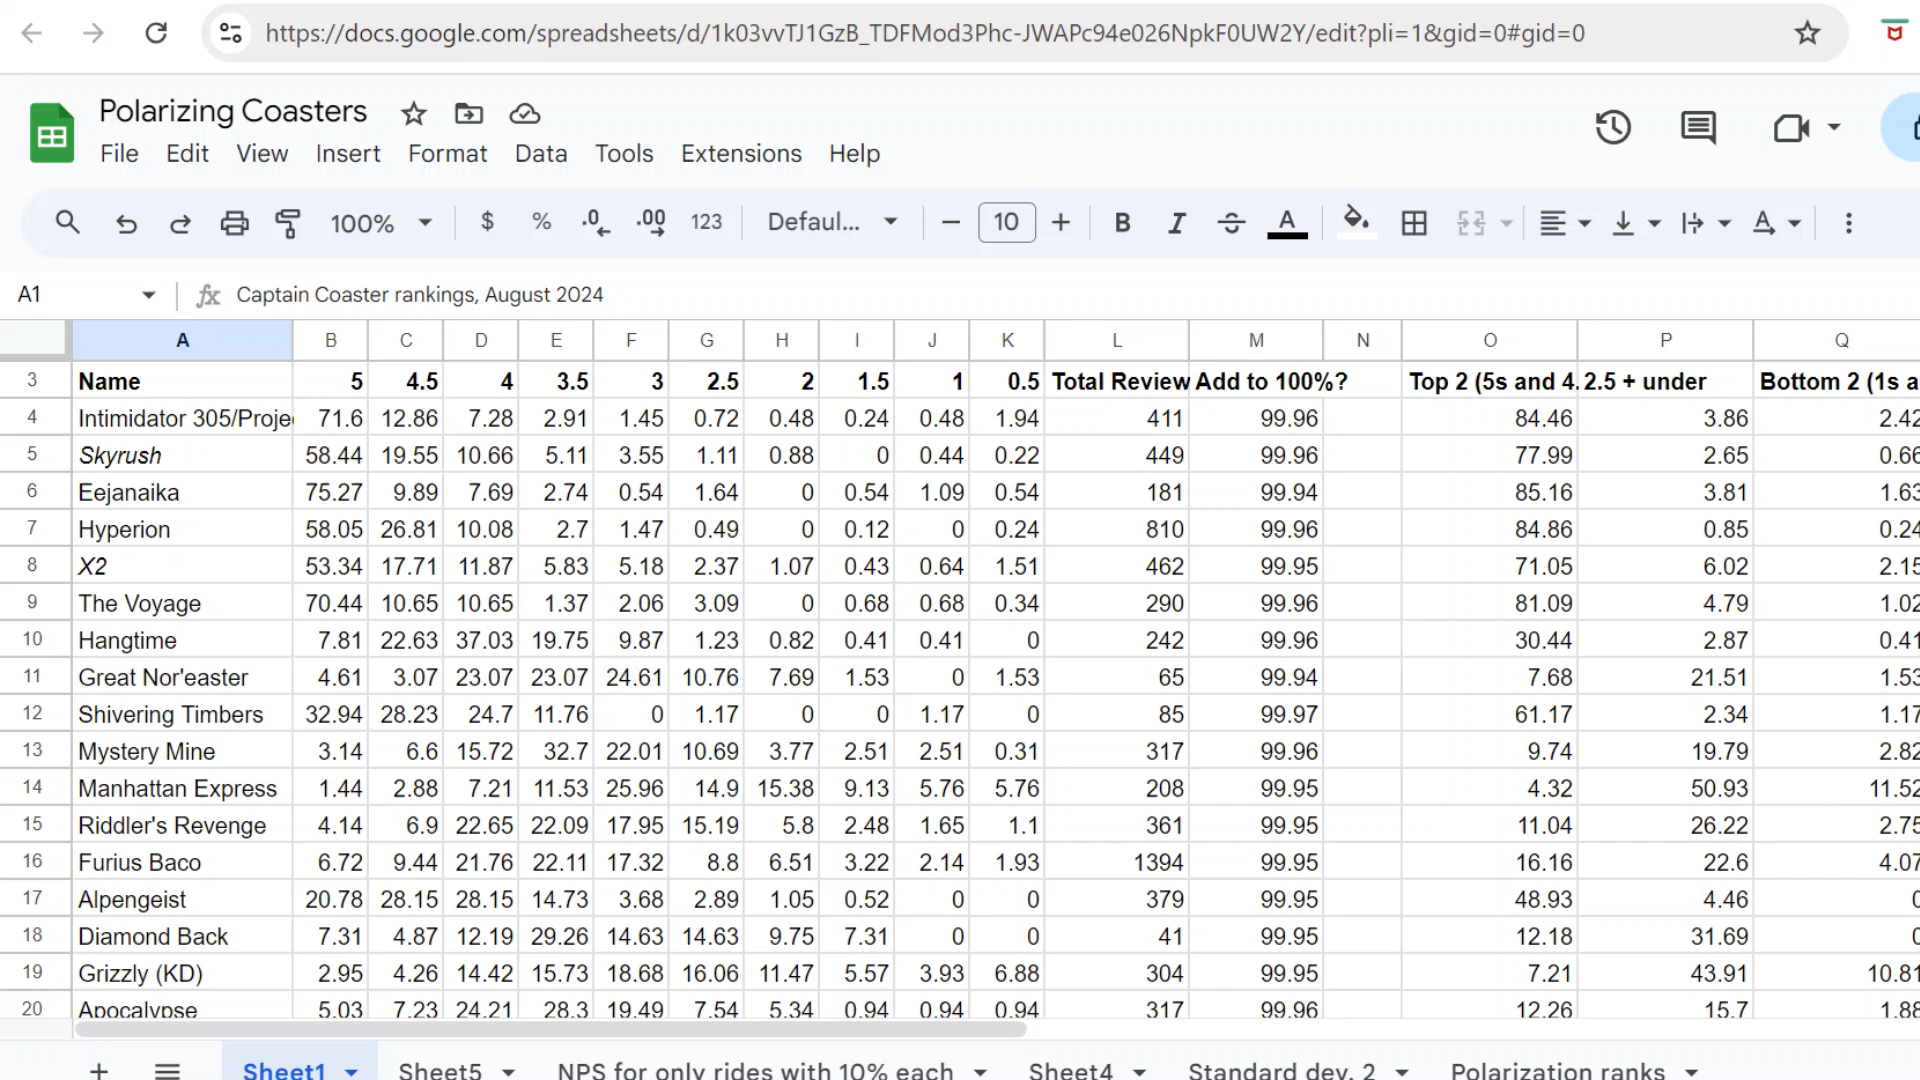 https://docs.google.com/spreadsheets/d/1k03vvTJ1GzB_TDFMod3Phc-JWAPc94e026NpkF0UW2Y/edit?pli=1&gid=0#gid=0
Polarizing Coasters
File Edit View Insert Format Data Tools Extensions Help
100% $ % .0 .00 123 Defaul... 10 B I S A
A1 fx Captain Coaster rankings, August 2024
A B C D E F G H I J K L M N O P Q
3 Name 5 4.5 4 3.5 3 2.5 2 1.5 1 0.5 Total Review Add to 100%? Top 2 (5s and 4. 2.5 + under Bottom 2 (1s a
4 Intimidator 305/Projec 71.6 12.86 7.28 2.91 1.45 0.72 0.48 0.24 0.48 1.94 411 99.96 84.46 3.86 2.42
5 Skyrush 58.44 19.55 10.66 5.11 3.55 1.11 0.88 0 0.44 0.22 449 99.96 77.99 2.65 0.66
6 Eejanaika 75.27 9.89 7.69 2.74 0.54 1.64 0 0.54 1.09 0.54 181 99.94 85.16 3.81 1.63
7 Hyperion 58.05 26.81 10.08 2.7 1.47 0.49 0 0.12 0 0.24 810 99.96 84.86 0.85 0.24
8 X2 53.34 17.71 11.87 5.83 5.18 2.37 1.07 0.43 0.64 1.51 462 99.95 71.05 6.02 2.15
9 The Voyage 70.44 10.65 10.65 1.37 2.06 3.09 0 0.68 0.68 0.34 290 99.96 81.09 4.79 1.02
10 Hangtime 7.81 22.63 37.03 19.75 9.87 1.23 0.82 0.41 0.41 0 242 99.96 30.44 2.87 0.41
11 Great Nor'easter 4.61 3.07 23.07 23.07 24.61 10.76 7.69 1.53 0 1.53 65 99.94 7.68 21.51 1.53
12 Shivering Timbers 32.94 28.23 24.7 11.76 0 1.17 0 0 1.17 0 85 99.97 61.17 2.34 1.17
13 Mystery Mine 3.14 6.6 15.72 32.7 22.01 10.69 3.77 2.51 2.51 0.31 317 99.96 9.74 19.79 2.82
14 Manhattan Express 1.44 2.88 7.21 11.53 25.96 14.9 15.38 9.13 5.76 5.76 208 99.95 4.32 50.93 11.52
15 Riddler's Revenge 4.14 6.9 22.65 22.09 17.95 15.19 5.8 2.48 1.65 1.1 361 99.95 11.04 26.22 2.75
16 Furius Baco 6.72 9.44 21.76 22.11 17.32 8.8 6.51 3.22 2.14 1.93 1394 99.95 16.16 22.6 4.07
17 Alpengeist 20.78 28.15 28.15 14.73 3.68 2.89 1.05 0.52 0 0 379 99.95 48.93 4.46 0
18 Diamond Back 7.31 4.87 12.19 29.26 14.63 14.63 9.75 7.31 0 0 41 99.95 12.18 31.69 0
19 Grizzly (KD) 2.95 4.26 14.42 15.73 18.68 16.06 11.47 5.57 3.93 6.88 304 99.95 7.21 43.91 10.81
20 Apocalypse 5.03 7.23 24.21 28.3 19.49 7.54 5.34 0.94 0.94 0.94 317 99.96 12.26 15.7 1.88
Sheet1 Sheet5 NPS for only rides with 10% each Sheet4 Standard dev. 2 Polarization ranks